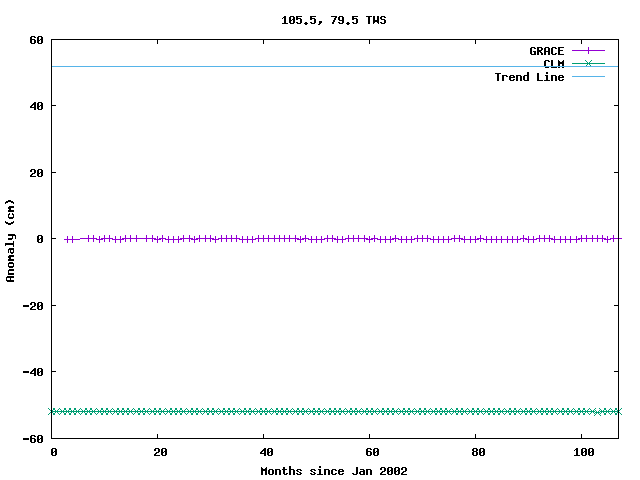 105.5, 79.5 TWS
60
40
20
0
-20
-40
-60
Anomaly (cm)
GRACE
CLM
Trend Line
0 20 40 60 80 100
Months since Jan 2002